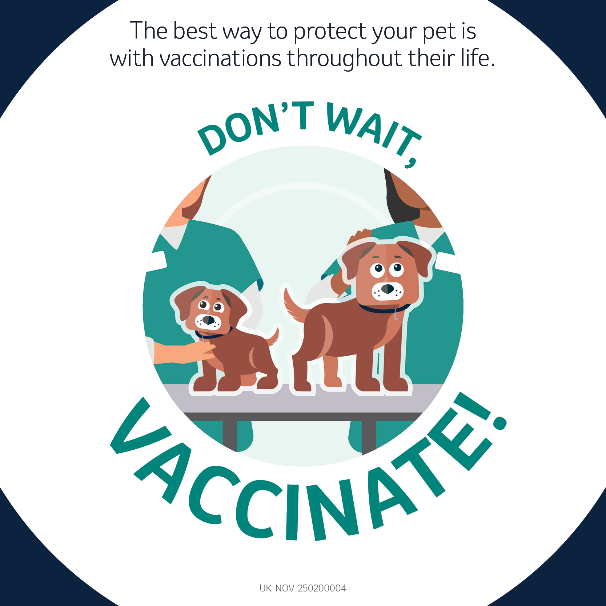 The best way to protect your pet is
with vaccinations throughout their life.
DON'T WAIT,
VACCINATE!
UK NOV 250200004